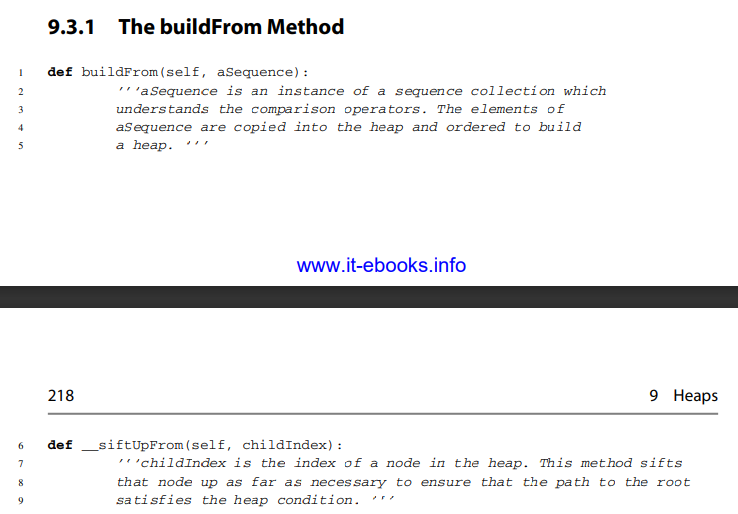 9.3.1 The buildFrom Method
1 def buildFrom(self, aSequence):
2 '''aSequence is an instance of a sequence collection which
3 understands the comparison operators. The elements of
4 aSequence are copied into the heap and ordered to build
5 a heap. '''
www.it-ebooks.info
218 9 Heaps
6 def __siftUpFrom(self, childIndex):
7 '''childIndex is the index of a node in the heap. This method sifts
8 that node up as far as necessary to ensure that the path to the root
9 satisfies the heap condition. '''